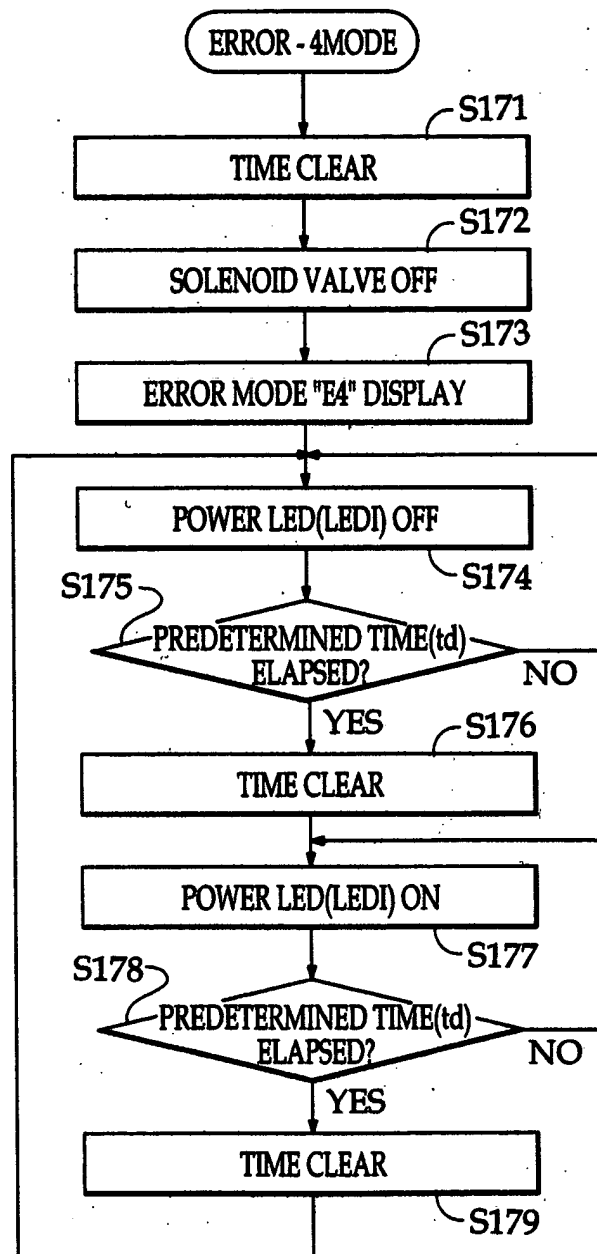 ERROR - 4MODE
S171
TIME CLEAR
S172
SOLENOID VALVE OFF
S173
ERROR MODE "E4" DISPLAY
POWER LED(LEDI) OFF
S174
S175
PREDETERMINED TIME(td)
ELAPSED?
NO
YES
S176
TIME CLEAR
POWER LED(LEDI) ON
S177
S178
PREDETERMINED TIME(td)
ELAPSED?
NO
YES
TIME CLEAR
S179